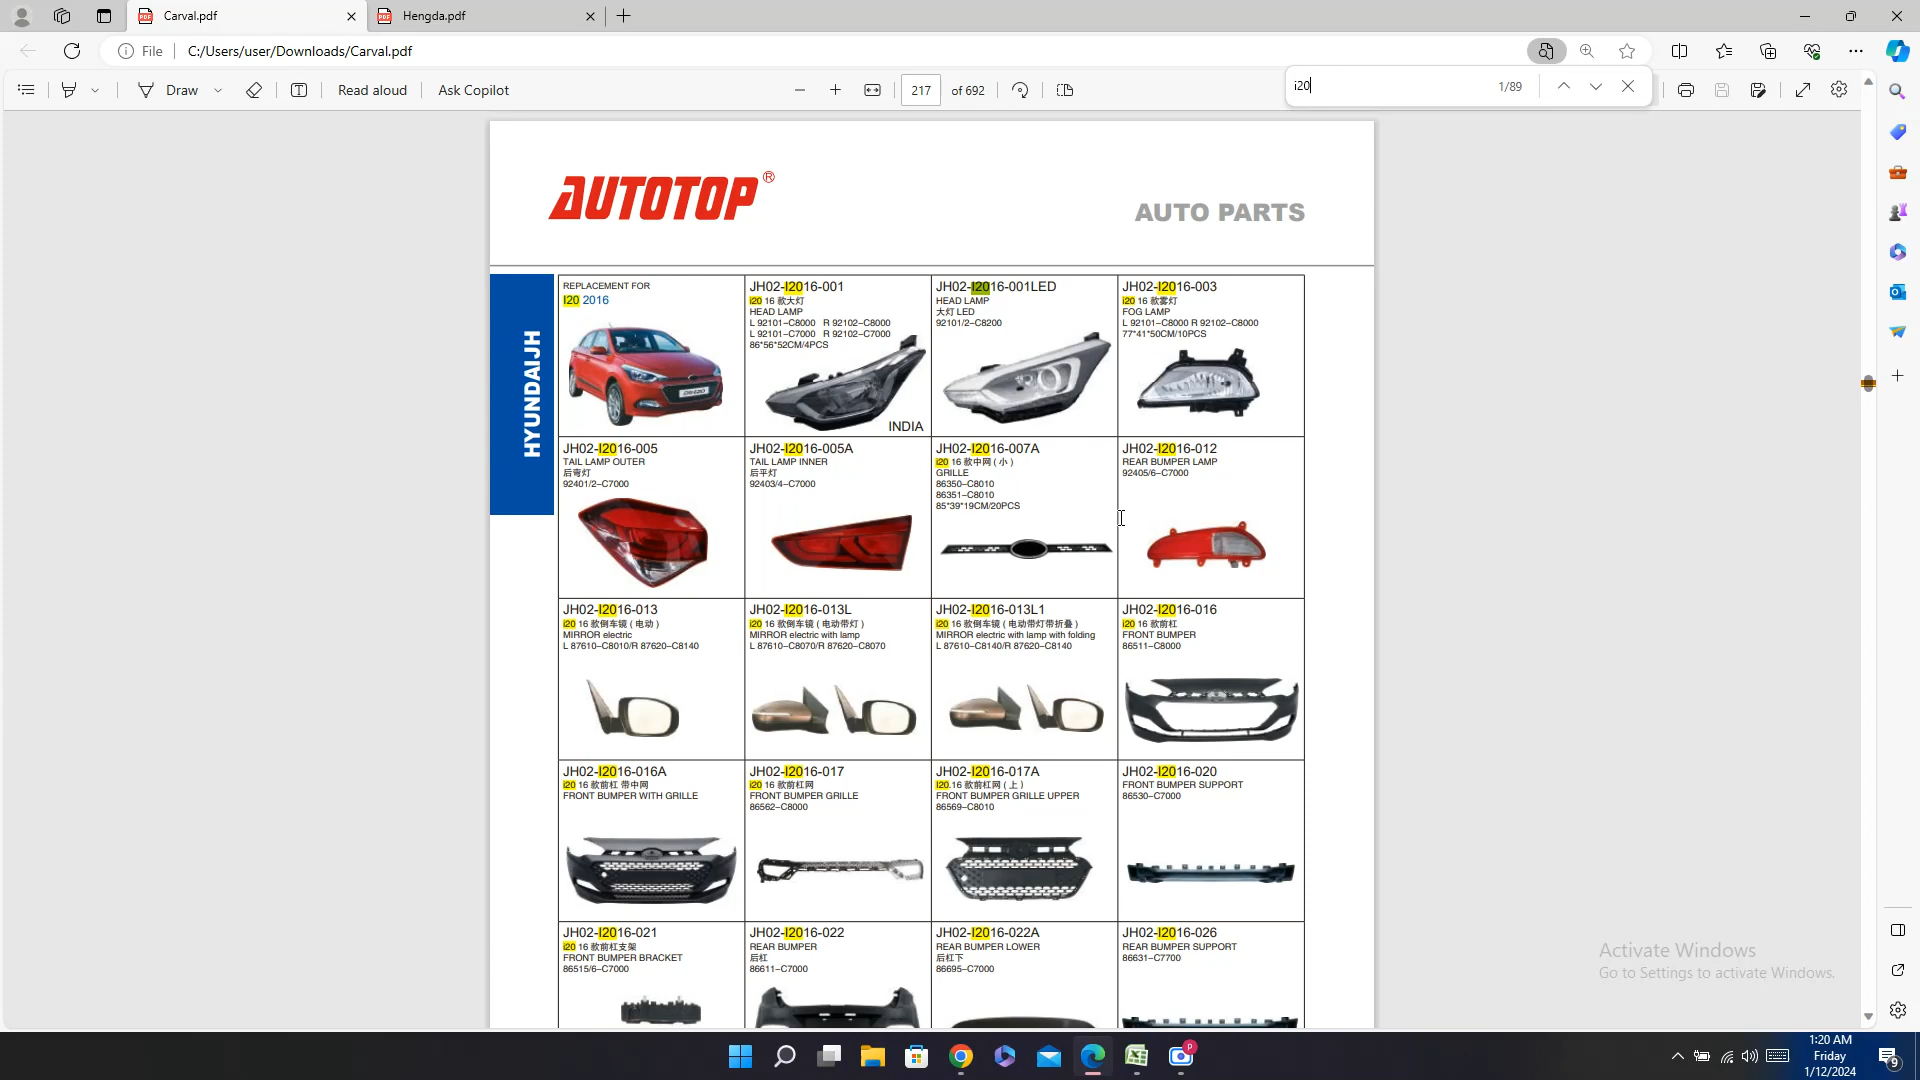 Carval.pdf
Hengda.pdf
File
C:/Users/user/Downloads/Carval.pdf
Draw
Read aloud
Ask Copilot
217
of 692
i20
1/89
AUTOTOP®
AUTO PARTS
HYUNDAIJH
REPLACEMENT FOR
I20 2016
JH02-I2016-001
i20 16 款大灯
HEAD LAMP
L 92101-C8000 R 92102-C8000
L 92101-C7000 R 92102-C7000
86*56*52CM/4PCS
INDIA
JH02-I2016-001LED
HEAD LAMP
大灯 LED
92101/2-C8200
JH02-I2016-003
i20 16 款雾灯
FOG LAMP
L 92101-C8000 R 92102-C8000
77*41*50CM/10PCS
JH02-I2016-005
TAIL LAMP OUTER
后弯灯
92401/2-C7000
JH02-I2016-005A
TAIL LAMP INNER
后平灯
92403/4-C7000
JH02-I2016-007A
i20 16 款中网 ( 小 )
GRILLE
86350-C8010
86351-C8010
85*39*19CM/20PCS
JH02-I2016-012
REAR BUMPER LAMP
92405/6-C7000
JH02-I2016-013
i20 16 款倒车镜 ( 电动 )
MIRROR electric
L 87610-C8010/R 87620-C8140
JH02-I2016-013L
i20 16 款倒车镜 ( 电动带灯 )
MIRROR electric with lamp
L 87610-C8070/R 87620-C8070
JH02-I2016-013L1
i20 16 款倒车镜 ( 电动带灯带折叠 )
MIRROR electric with lamp with folding
L 87610-C8140/R 87620-C8140
JH02-I2016-016
i20 16 款前杠
FRONT BUMPER
86511-C8000
JH02-I2016-016A
i20 16 款前杠 带中网
FRONT BUMPER WITH GRILLE
JH02-I2016-017
i20 16 款前杠网
FRONT BUMPER GRILLE
86562-C8000
JH02-I2016-017A
I20.16 款前杠网 ( 上 )
FRONT BUMPER GRILLE UPPER
86569-C8010
JH02-I2016-020
FRONT BUMPER SUPPORT
86530-C7000
JH02-I2016-021
i20 16 款前杠支架
FRONT BUMPER BRACKET
86515/6-C7000
JH02-I2016-022
REAR BUMPER
后杠
86611-C7000
JH02-I2016-022A
REAR BUMPER LOWER
后杠下
86695-C7000
JH02-I2016-026
REAR BUMPER SUPPORT
86631-C7700
Activate Windows
Go to Settings to activate Windows.
1:20 AM
Friday
1/12/2024
9